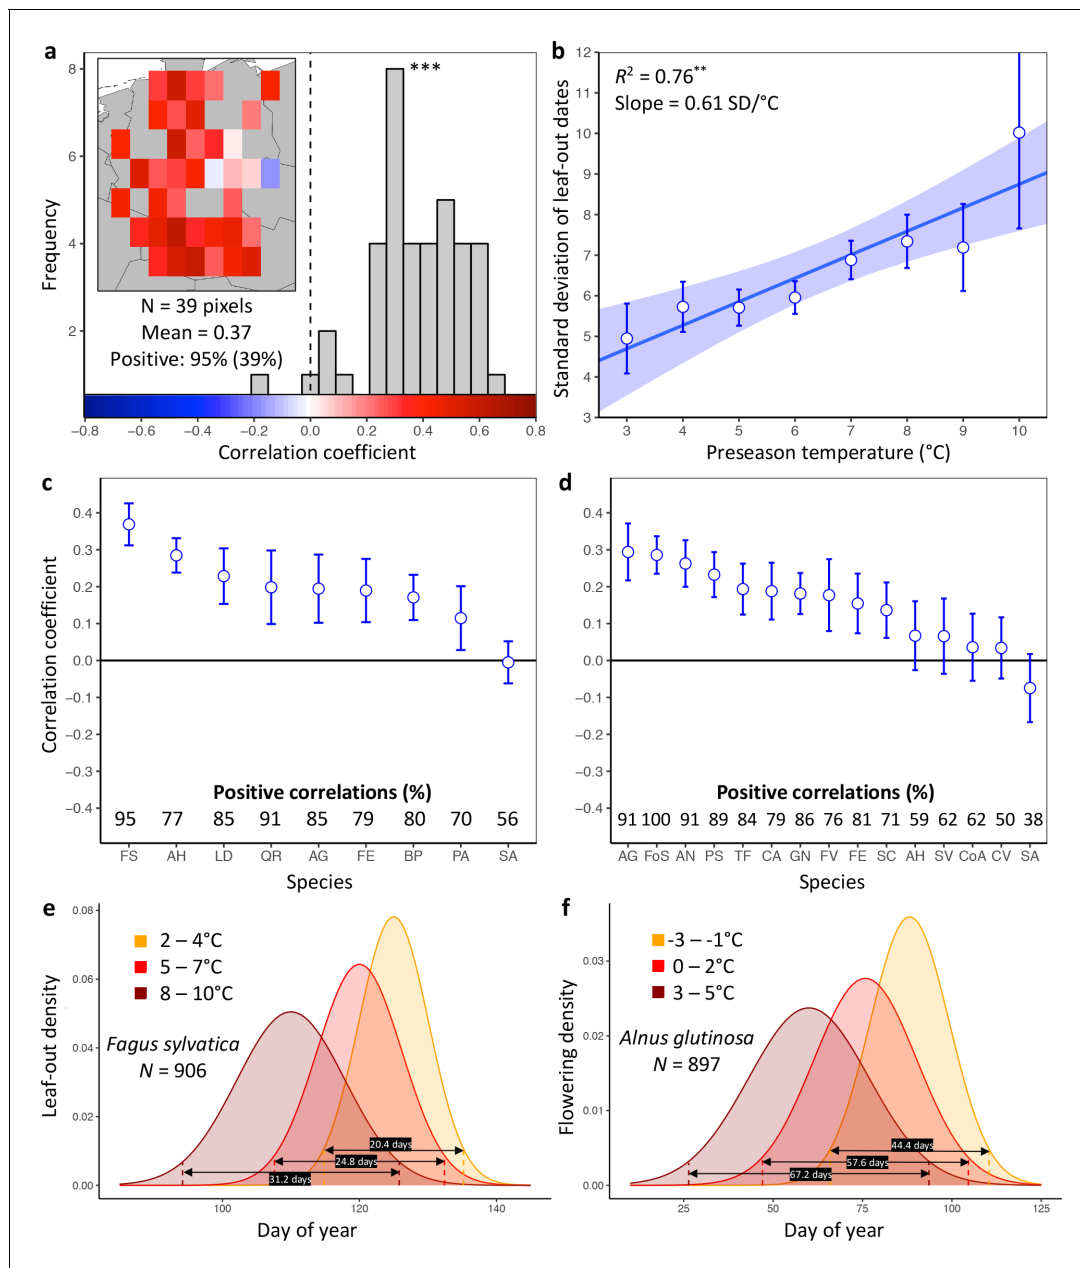 a
***
8
6
4
2
Frequency
N = 39 pixels
Mean = 0.37
Positive: 95% (39%)
−0.8 −0.6 −0.4 −0.2 0.0 0.2 0.4 0.6 0.8
Correlation coefficient
b
R² = 0.76**
Slope = 0.61 SD/°C
12
11
10
9
8
7
6
5
4
3
Standard deviation of leaf-out dates
3 4 5 6 7 8 9 10
Preseason temperature (°C)
c
0.4
0.3
0.2
0.1
0.0
−0.1
−0.2
−0.3
−0.4
Correlation coefficient
Positive correlations (%)
95 77 85 91 85 79 80 70 56
FS AH LD QR AG FE BP PA SA
Species
d
0.4
0.3
0.2
0.1
0.0
−0.1
−0.2
−0.3
−0.4
Positive correlations (%)
91 100 91 89 84 79 86 76 81 71 59 62 62 50 38
AG FoS AN PS TF CA GN FV FE SC AH SV CoA CV SA
Species
e
0.08
0.06
0.04
0.02
0.00
Leaf-out density
2 – 4°C
5 – 7°C
8 – 10°C
Fagus sylvatica
N = 906
20.4 days
24.8 days
31.2 days
100 120 140
Day of year
f
0.03
0.02
0.01
0.00
Flowering density
-3 – -1°C
0 – 2°C
3 – 5°C
Alnus glutinosa
N = 897
44.4 days
57.6 days
67.2 days
25 50 75 100 125
Day of year